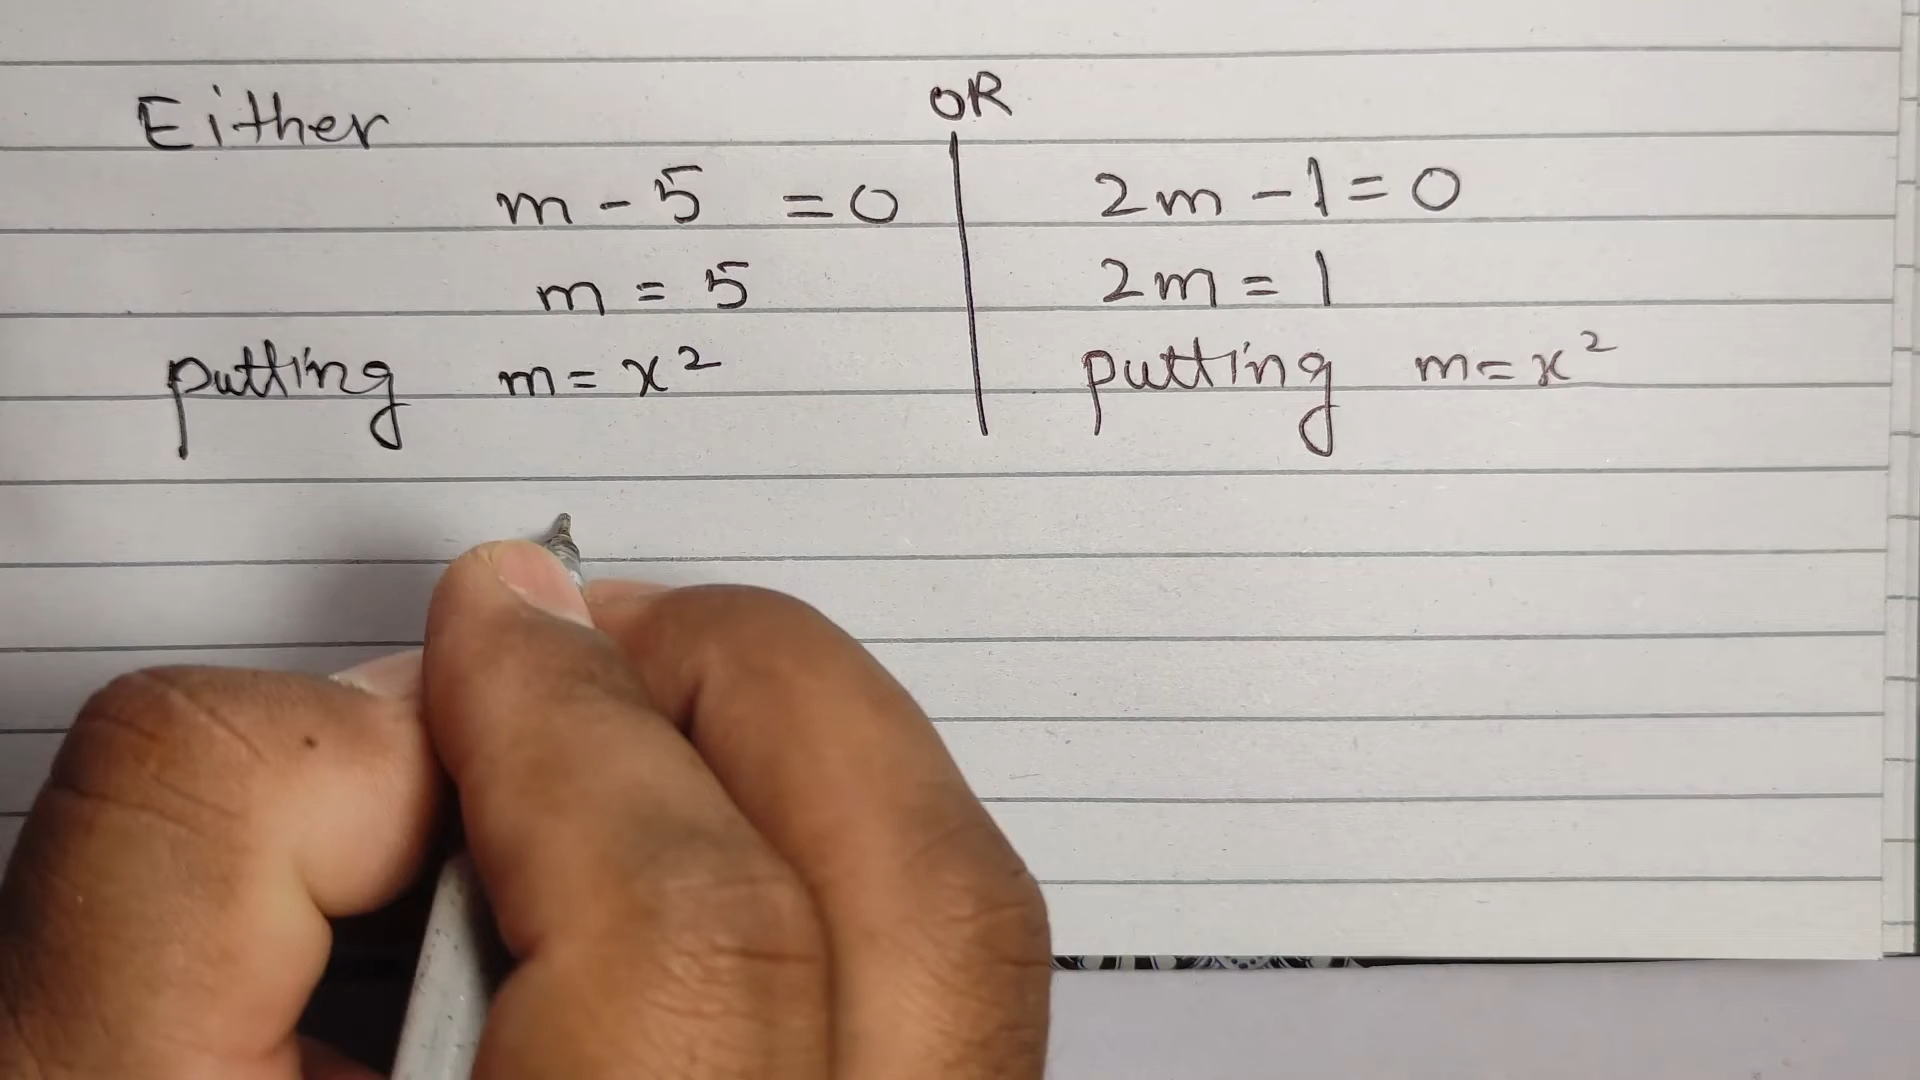 Either
m - 5 = 0
m = 5
putting m = x²
OR
2m - 1 = 0
2m = 1
putting m = x²